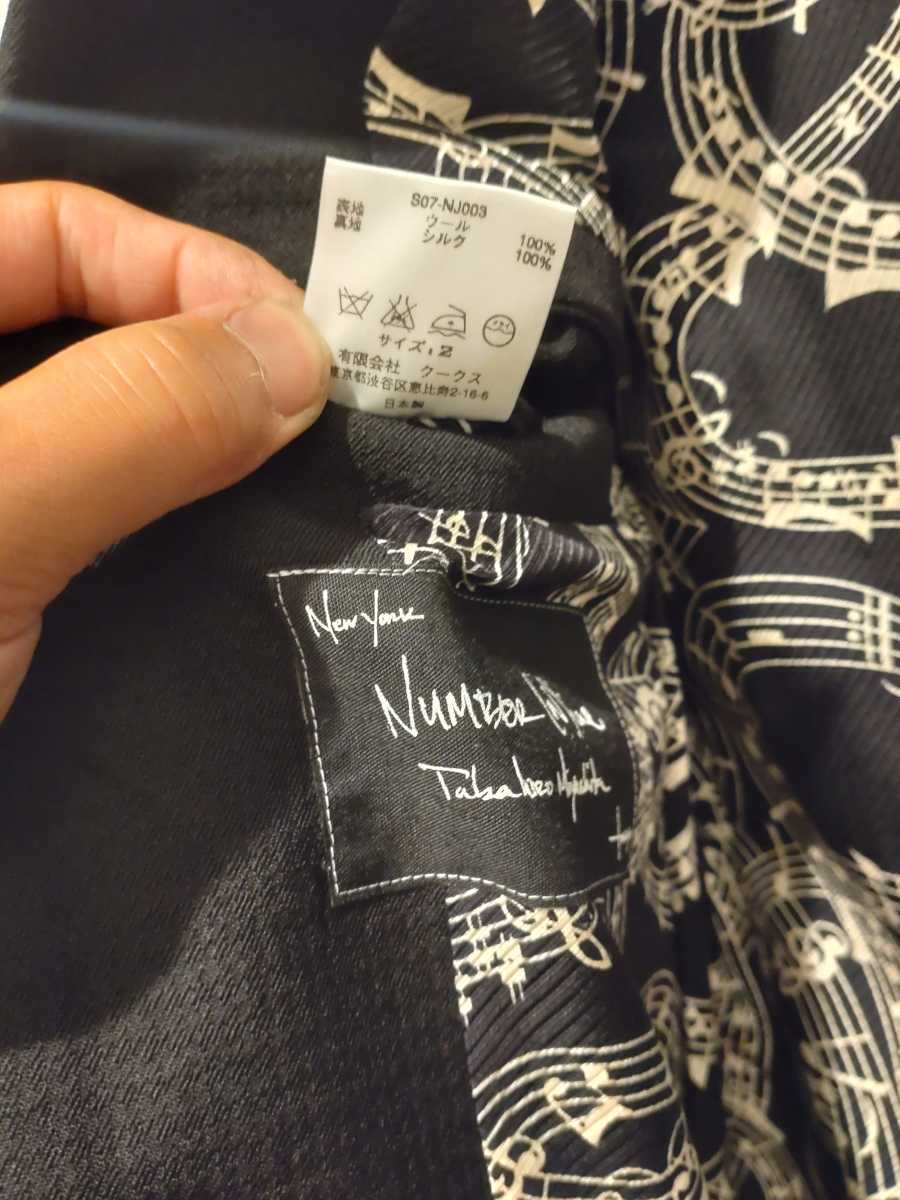 S07-NJ003
表地 ウール 100%
裏地 シルク 100%
サイズ:2
有限会社 クークス
東京都渋谷区恵比寿2-16-6
日本製
New York
NUMBER (N)ine
Takahiro Miyashita